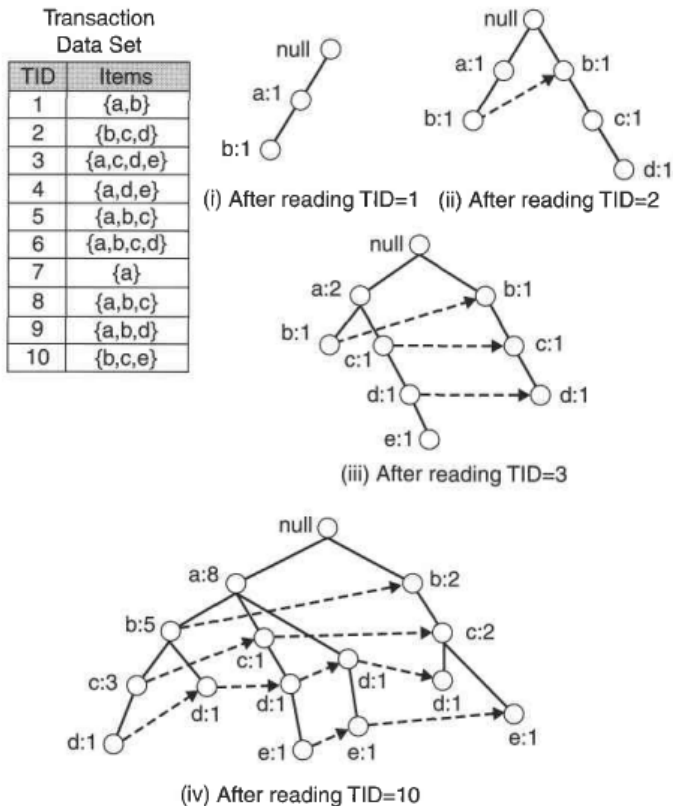 Transaction
Data Set
TID Items
1 {a,b}
2 {b,c,d}
3 {a,c,d,e}
4 {a,d,e}
5 {a,b,c}
6 {a,b,c,d}
7 {a}
8 {a,b,c}
9 {a,b,d}
10 {b,c,e}
null
a:1
b:1
(i) After reading TID=1
null
a:1
b:1
b:1
c:1
d:1
(ii) After reading TID=2
null
a:2
b:1
b:1
c:1
c:1
d:1
d:1
e:1
(iii) After reading TID=3
null
a:8
b:2
b:5
c:2
c:1
c:3
d:1
d:1
d:1
d:1
d:1
e:1
e:1
e:1
(iv) After reading TID=10